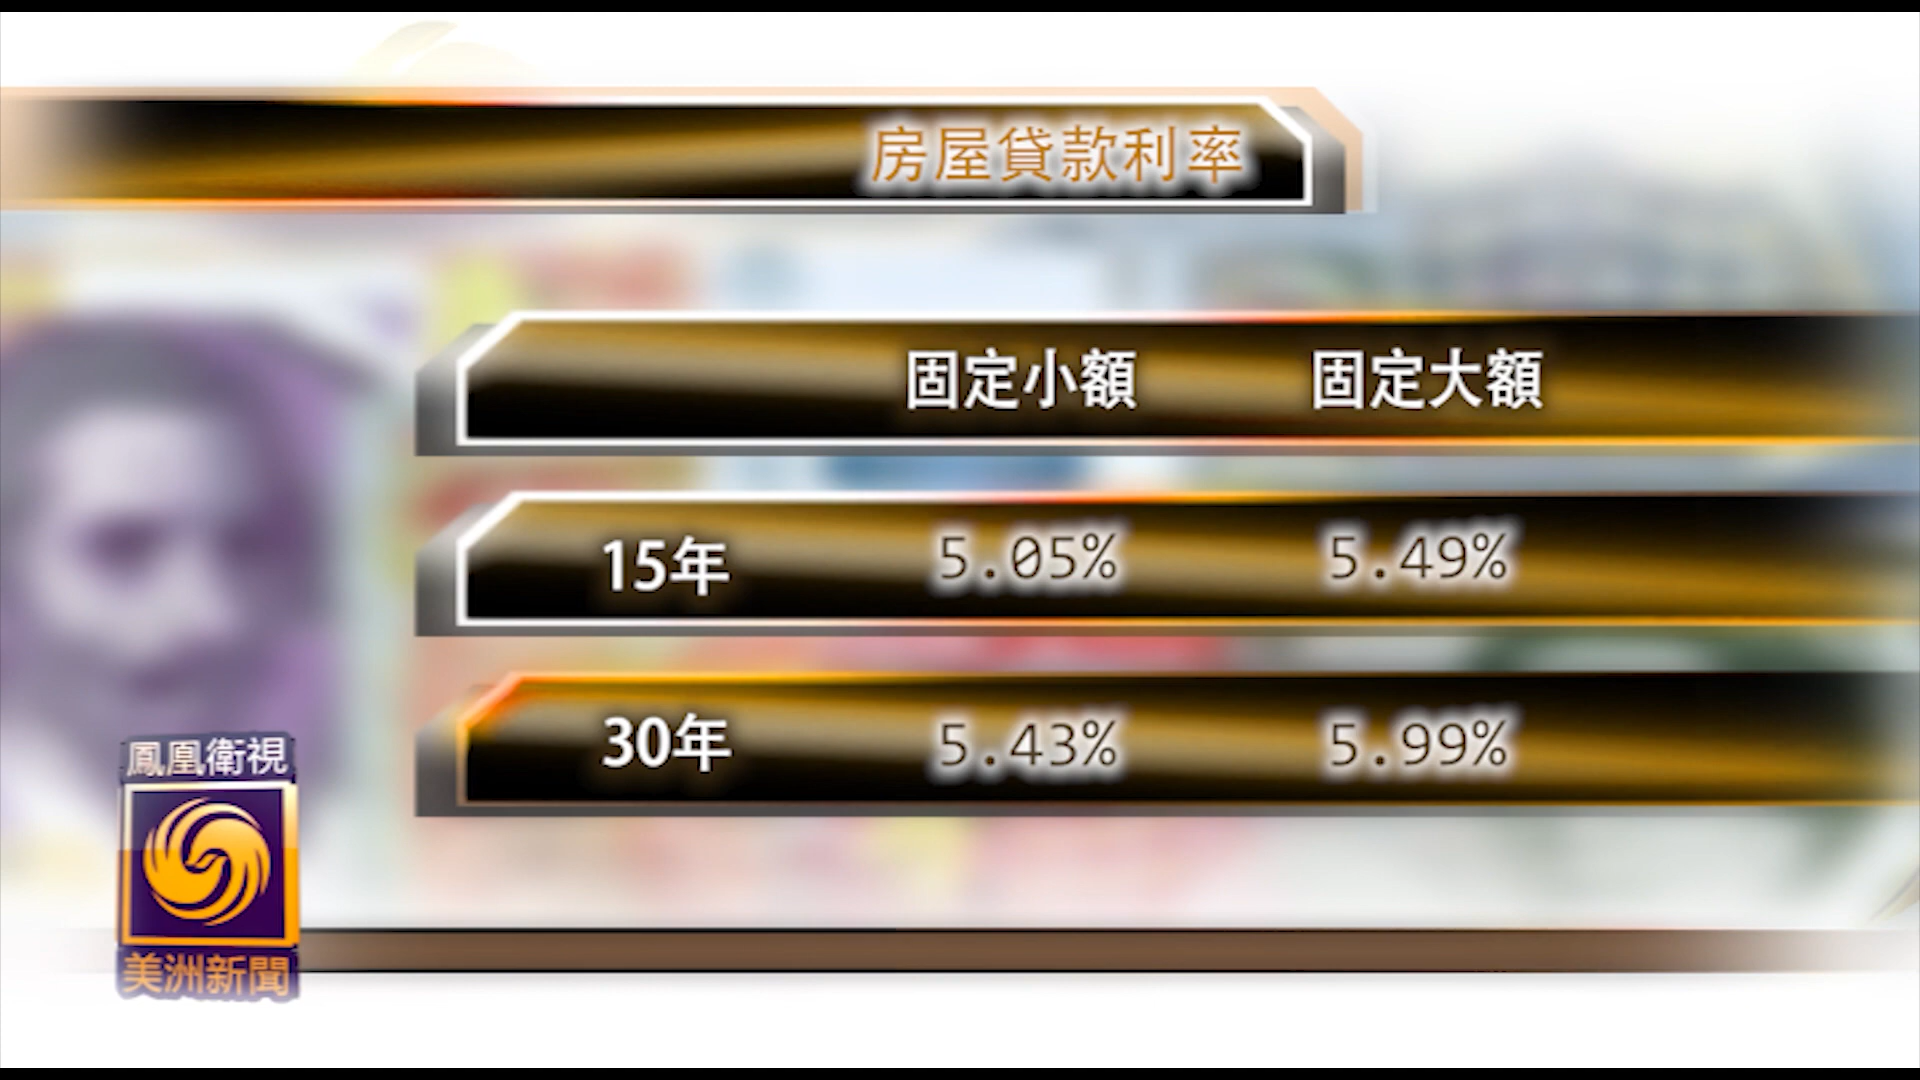 房屋貸款利率
固定小額 固定大額
15年 5.05% 5.49%
30年 5.43% 5.99%
鳳凰衛視
美洲新聞